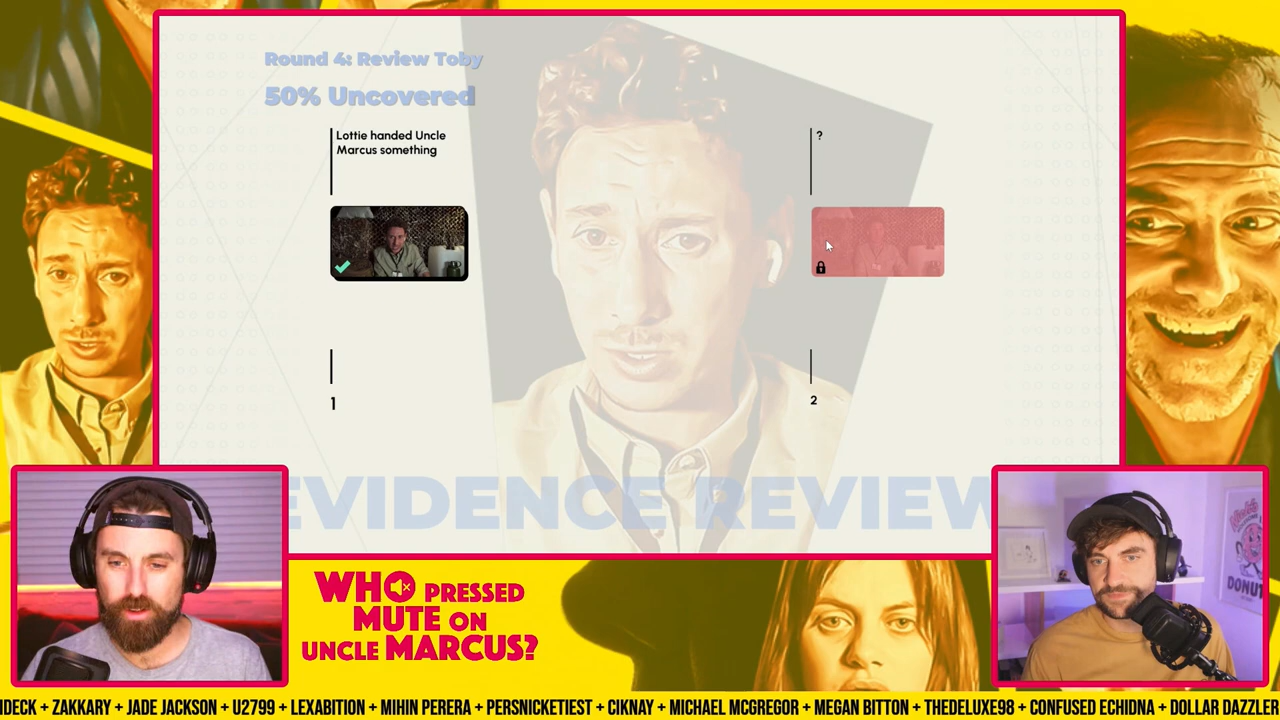 Round 4: Review Toby
50% Uncovered
Lottie handed Uncle
Marcus something
?
1
2
EVIDENCE REVIEW
WHO PRESSED
MUTE ON
UNCLE MARCUS?
DONUT
IDECK + ZAKKARY + JADE JACKSON + U2799 + LEXABITION + MIHIN PERERA + PERSNICKETIEST + CIKNAY + MICHAEL MCGREGOR + MEGAN BITTON + THEDELUXE98 + CONFUSED ECHIDNA + DOLLAR DAZZLER